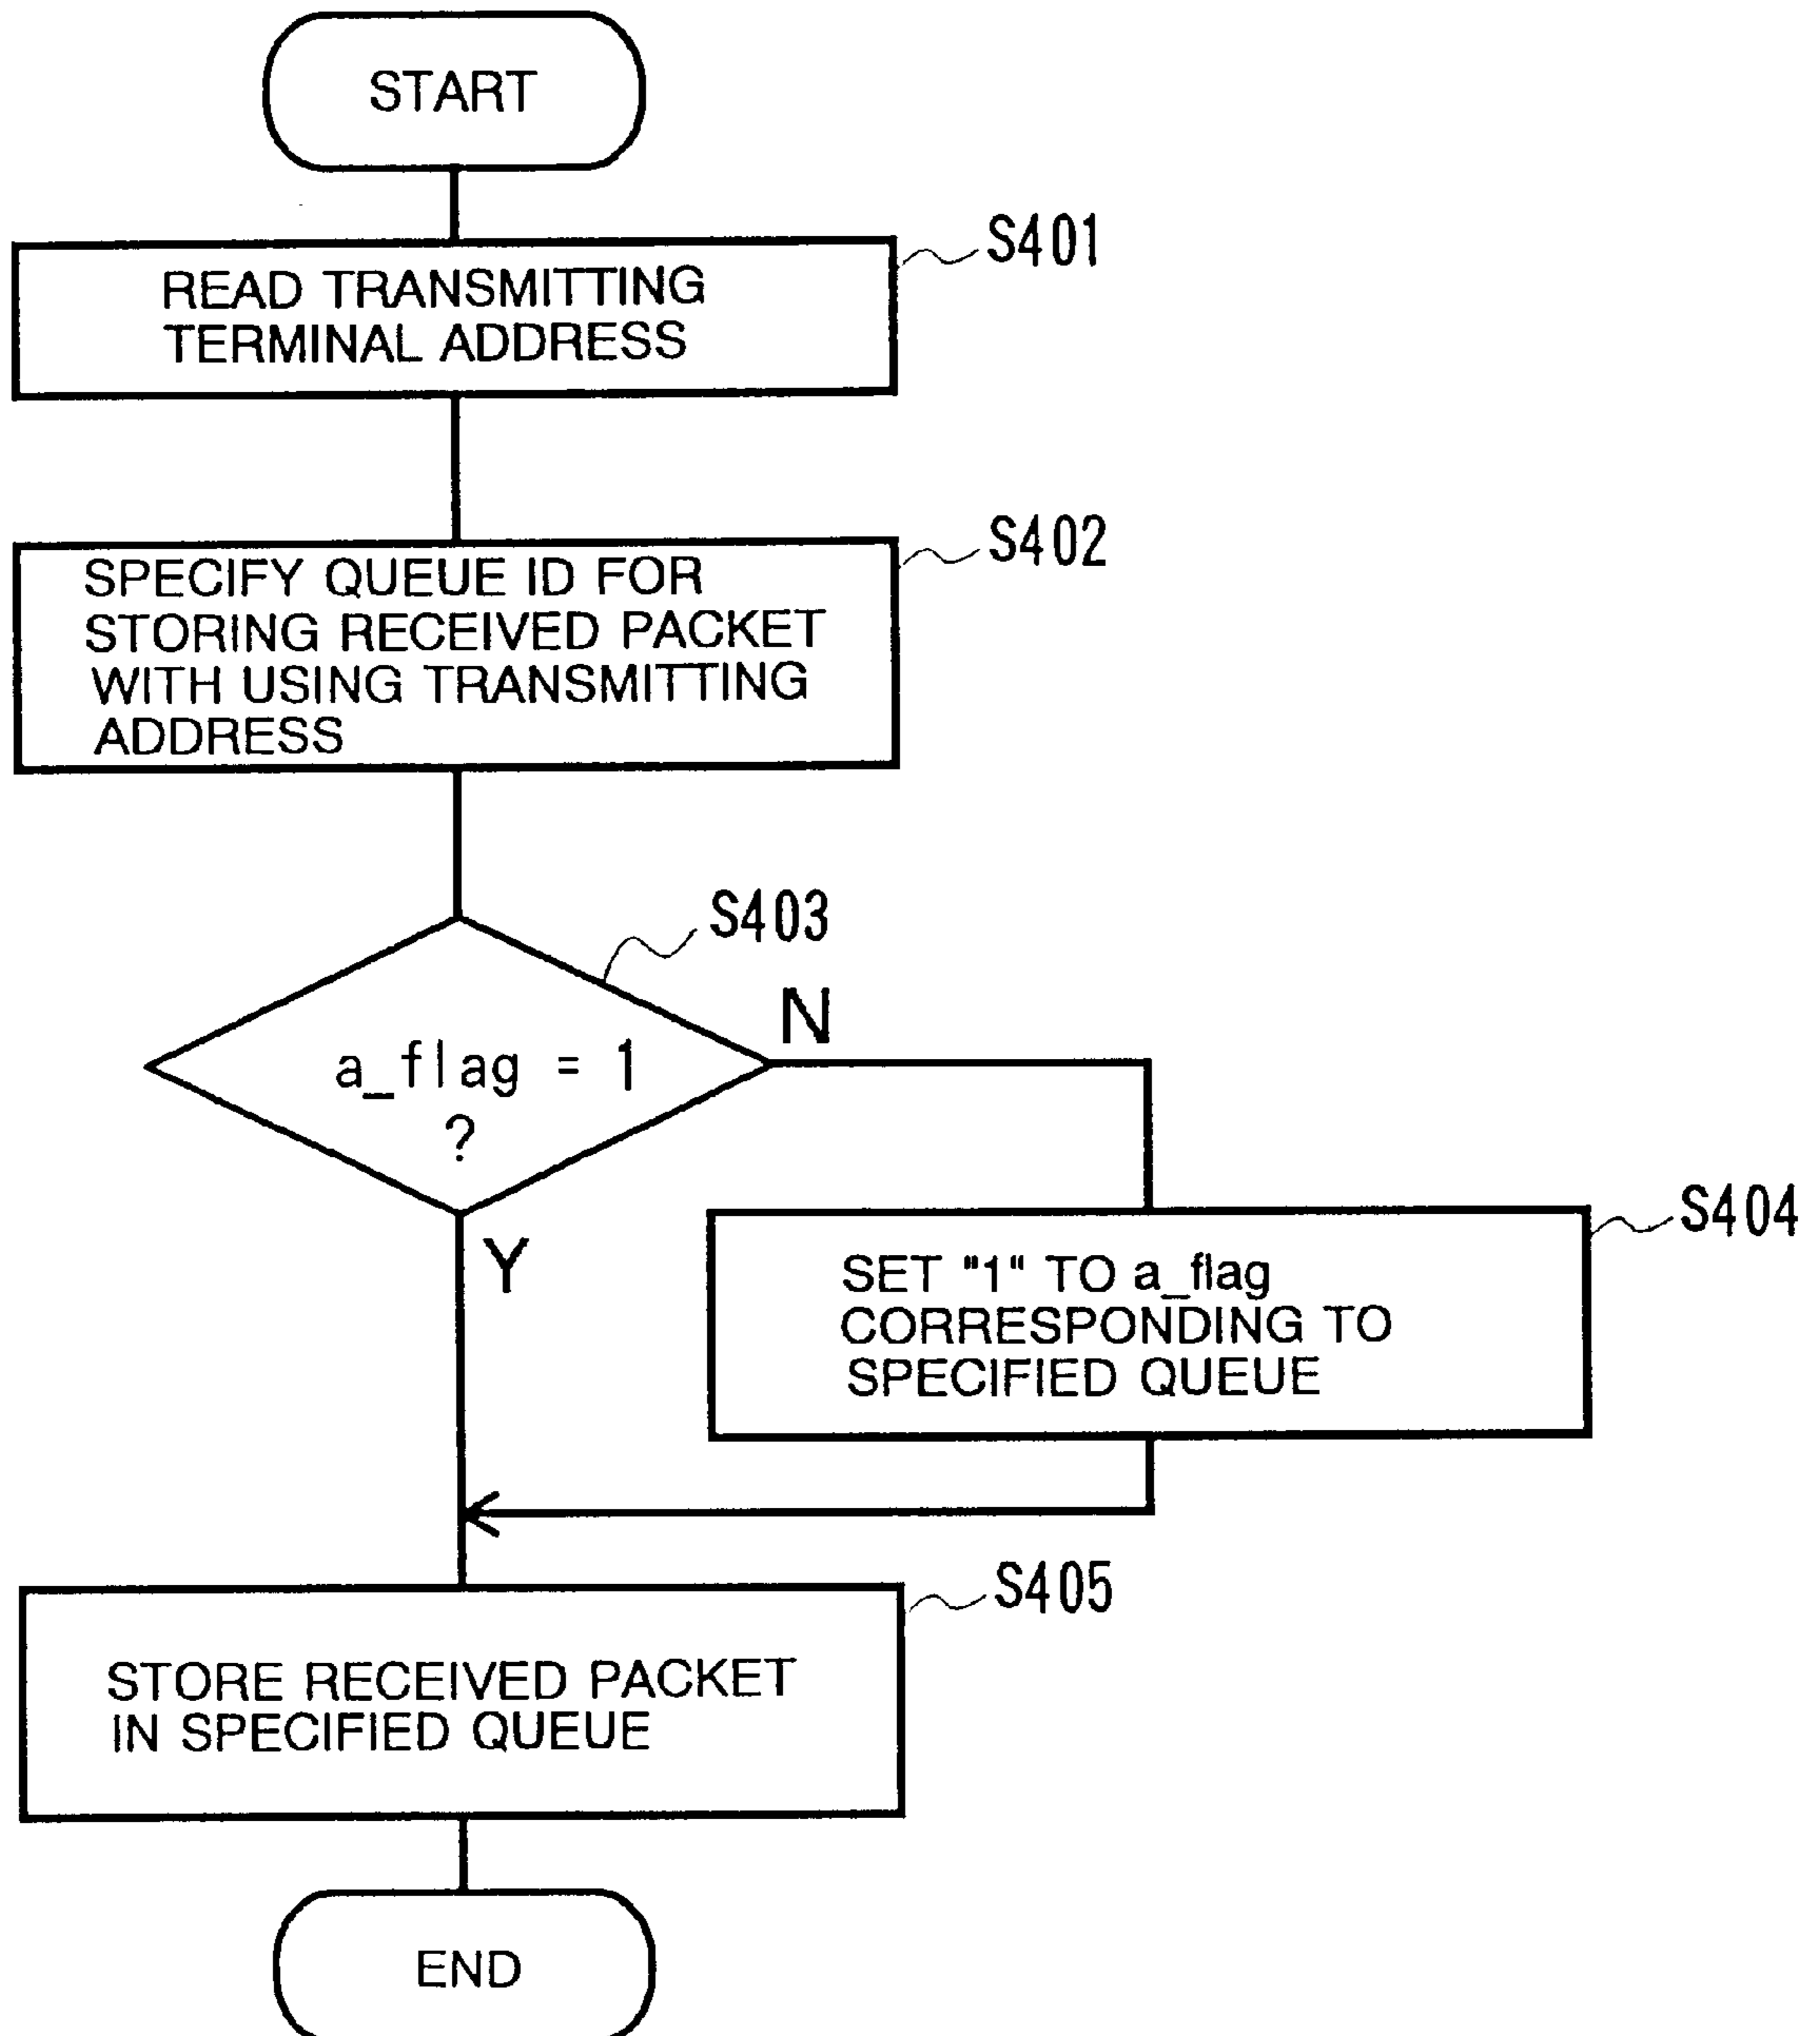 START
S401
READ TRANSMITTING
TERMINAL ADDRESS
S402
SPECIFY QUEUE ID FOR
STORING RECEIVED PACKET
WITH USING TRANSMITTING
ADDRESS
S403
N
a_flag = 1
?
Y
S404
SET "1" TO a_flag
CORRESPONDING TO
SPECIFIED QUEUE
S405
STORE RECEIVED PACKET
IN SPECIFIED QUEUE
END